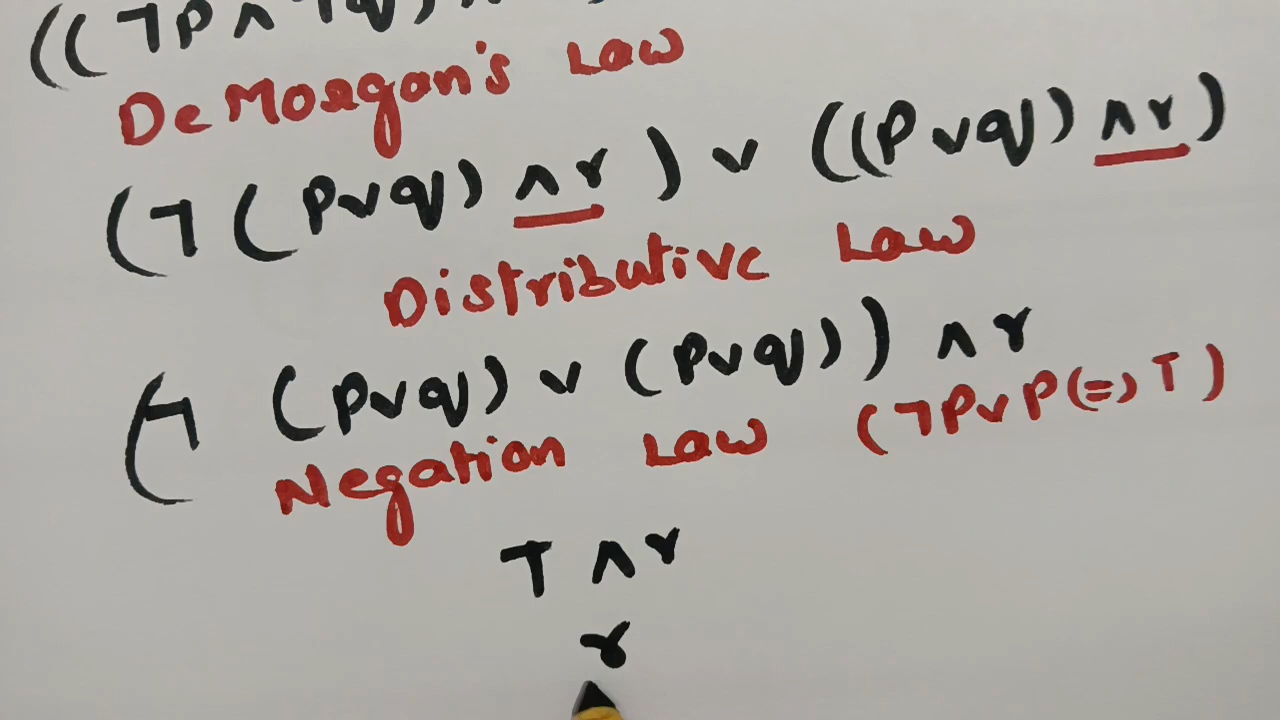 ((¬p∧¬q)∧
DeMorgan's Law
(¬(p∨q)∧r)∨((p∨q)∧r)
Distributive Law
(¬(p∨q)∨(p∨q))∧r
Negation Law (¬p∨p(=)T)
T∧r
r